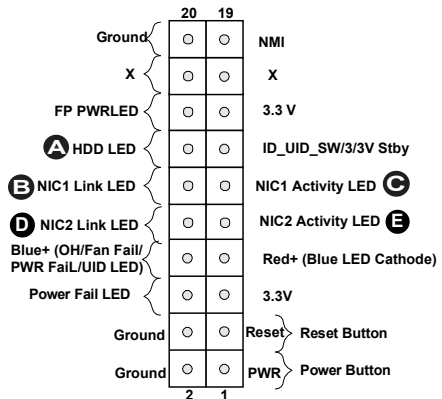 20 19
Ground NMI
X X
FP PWRLED 3.3 V
A HDD LED ID_UID_SW/3/3V Stby
B NIC1 Link LED NIC1 Activity LED C
D NIC2 Link LED NIC2 Activity LED E
Blue+ (OH/Fan Fail/
PWR FaiL/UID LED) Red+ (Blue LED Cathode)
Power Fail LED 3.3V
Ground Reset Reset Button
Ground PWR Power Button
2 1